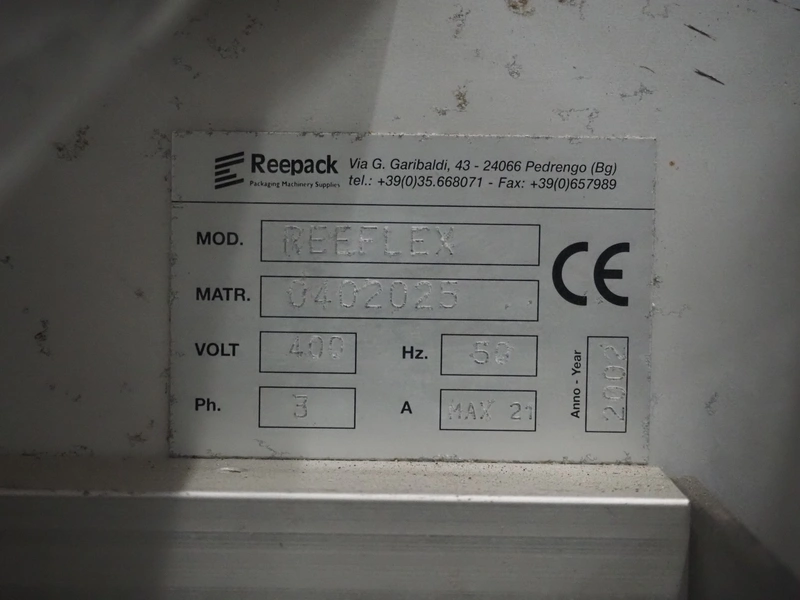 Reepack
Packaging Machinery Supplies
Via G. Garibaldi, 43 - 24066 Pedrengo (Bg)
tel.: +39(0)35.668071 - Fax: +39(0)657989
MOD. REEFLEX
MATR. 0402025 ..
CE
VOLT 400 Hz. 50
Ph. 3 A MAX 21
Anno - Year 2002